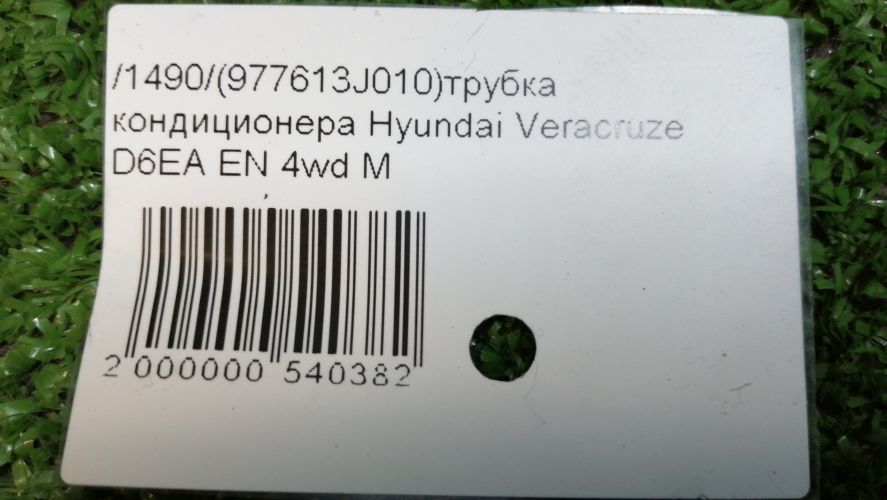 /1490/(977613J010)трубка
кондиционера Hyundai Veracruze
D6EA EN 4wd M
2 000000 540382